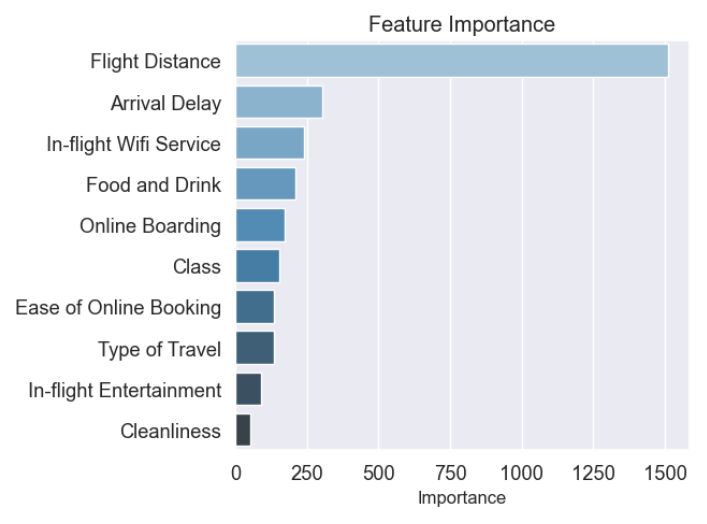 Feature Importance
Flight Distance
Arrival Delay
In-flight Wifi Service
Food and Drink
Online Boarding
Class
Ease of Online Booking
Type of Travel
In-flight Entertainment
Cleanliness
0 250 500 750 1000 1250 1500
Importance